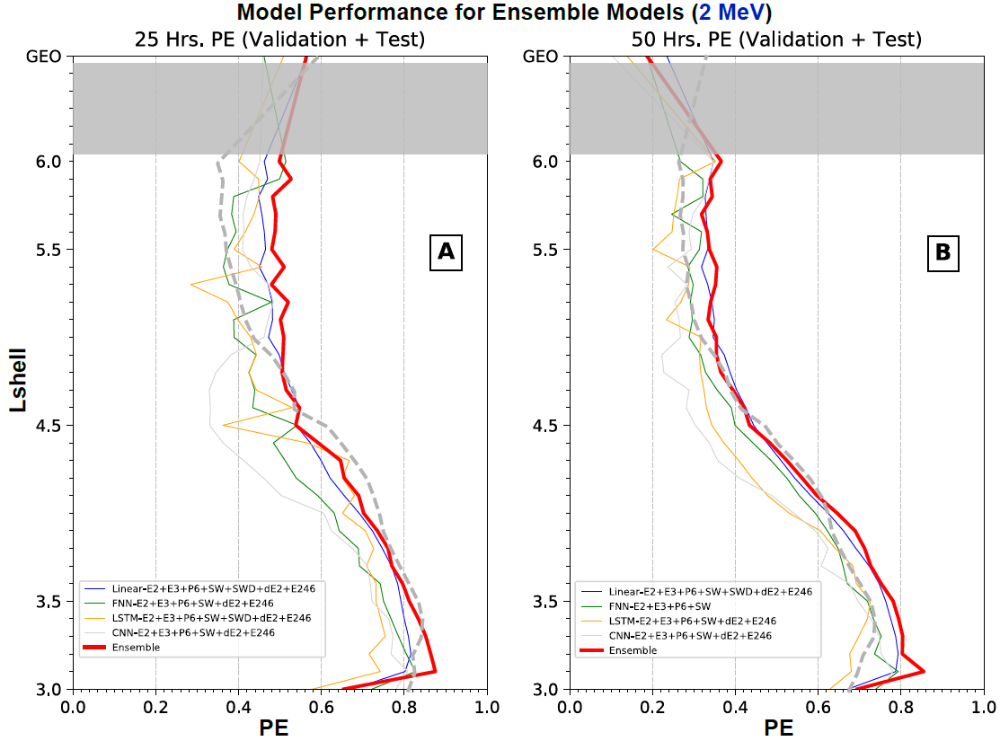 Model Performance for Ensemble Models (2 MeV)
25 Hrs. PE (Validation + Test)
50 Hrs. PE (Validation + Test)
GEO
6.0
5.5
4.5
3.5
3.0
Lshell
A
Linear-E2+E3+P6+SW+SWD+dE2+E246
FNN-E2+E3+P6+SW+dE2+E246
LSTM-E2+E3+P6+SW+SWD+dE2+E246
CNN-E2+E3+P6+SW+dE2+E246
Ensemble
0.0 0.2 0.4 0.6 0.8 1.0
PE
GEO
6.0
5.5
4.5
3.5
3.0
B
Linear-E2+E3+P6+SW+SWD+dE2+E246
FNN-E2+E3+P6+SW
LSTM-E2+E3+P6+SW+dE2+E246
CNN-E2+E3+P6+SW+dE2+E246
Ensemble
0.0 0.2 0.4 0.6 0.8 1.0
PE